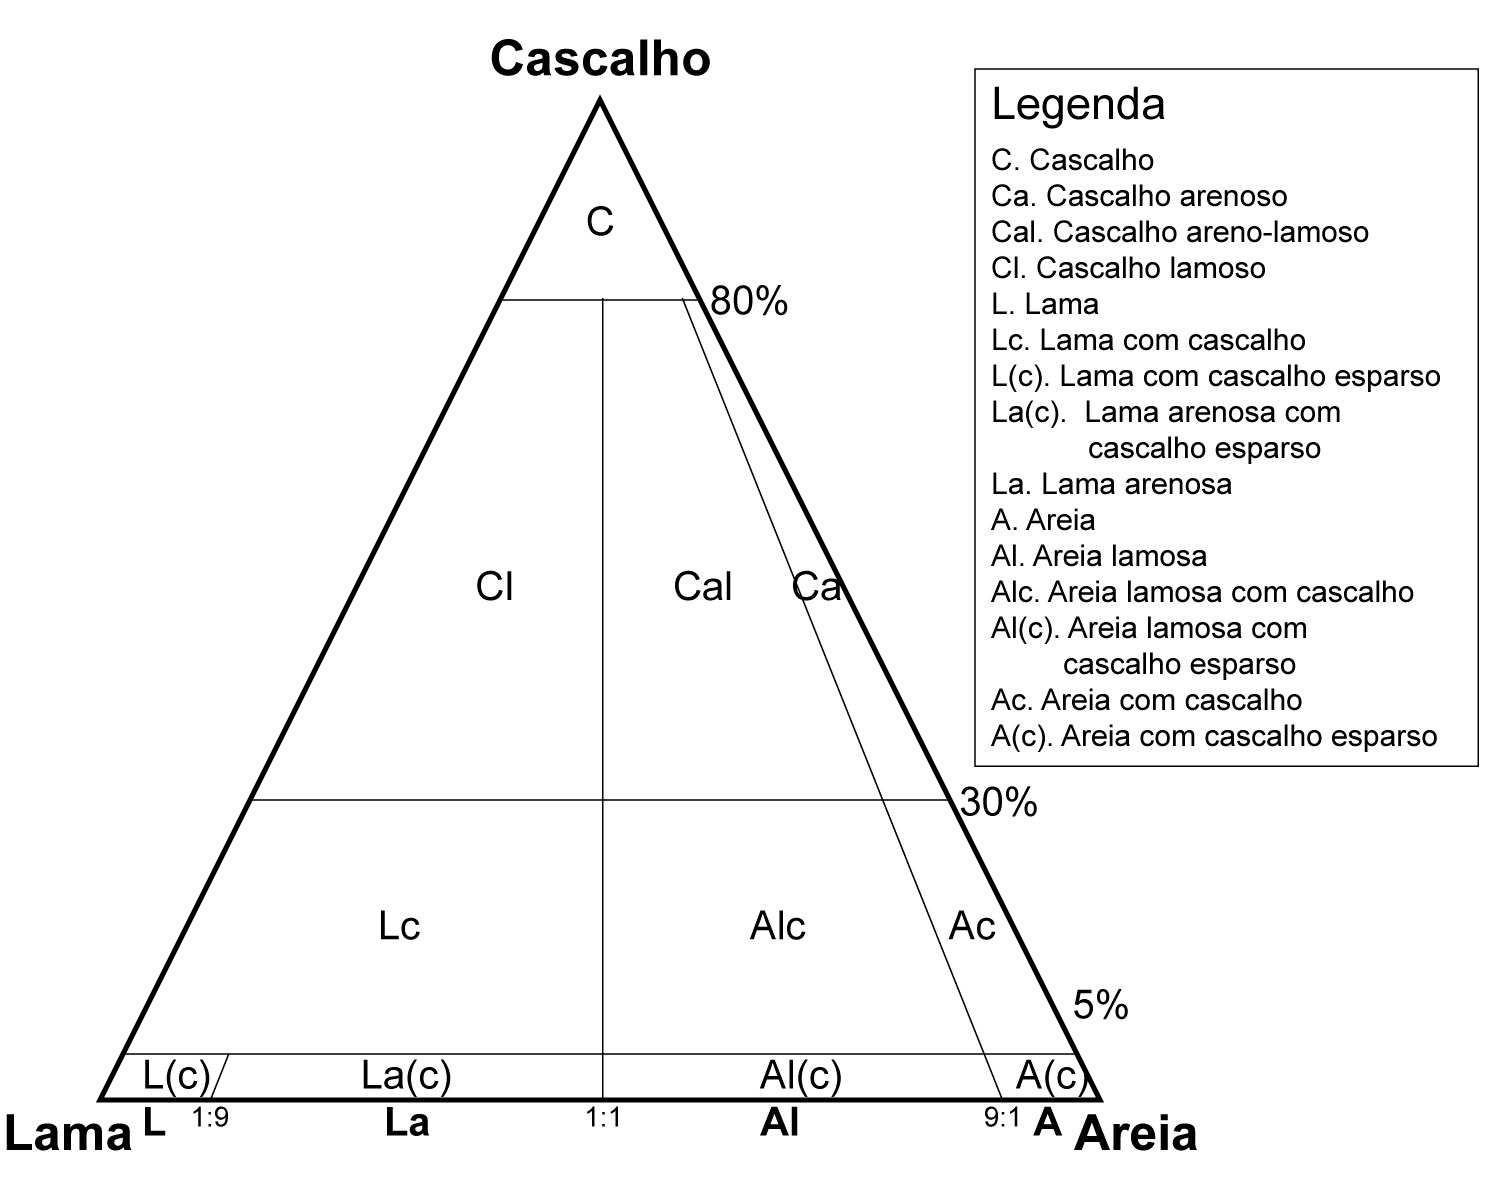 Cascalho
C
80%
Cl
Cal
Ca
30%
Lc
Alc
Ac
5%
L(c)
La(c)
Al(c)
A(c)
Lama
L
1:9
La
1:1
Al
9:1
A
Areia
Legenda
C. Cascalho
Ca. Cascalho arenoso
Cal. Cascalho areno-lamoso
Cl. Cascalho lamoso
L. Lama
Lc. Lama com cascalho
L(c). Lama com cascalho esparso
La(c). Lama arenosa com
cascalho esparso
La. Lama arenosa
A. Areia
Al. Areia lamosa
Alc. Areia lamosa com cascalho
Al(c). Areia lamosa com
cascalho esparso
Ac. Areia com cascalho
A(c). Areia com cascalho esparso